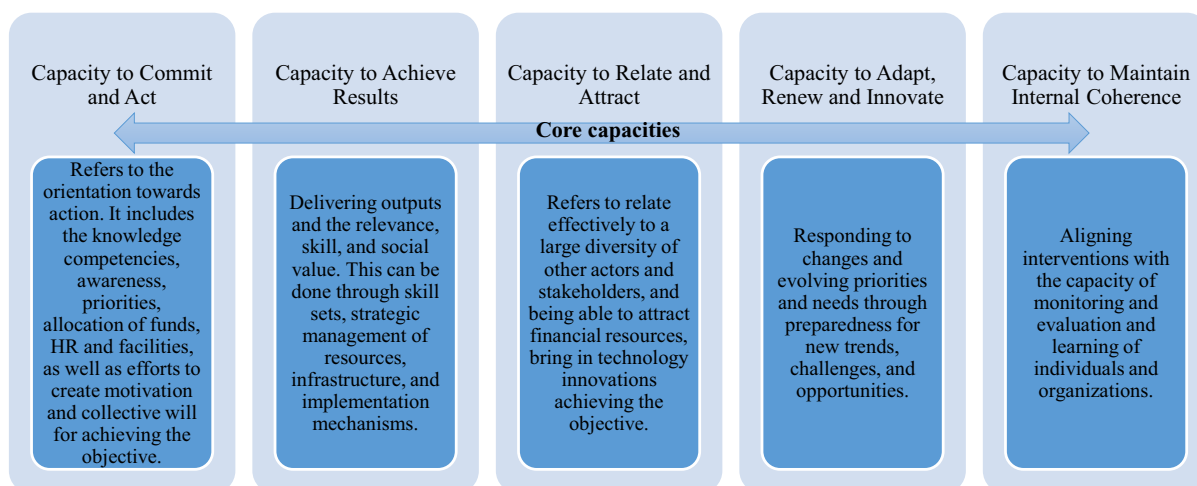 Capacity to Commit
and Act
Capacity to Achieve
Results
Capacity to Relate and
Attract
Capacity to Adapt,
Renew and Innovate
Capacity to Maintain
Internal Coherence
Core capacities
Refers to the
orientation towards
action. It includes
the knowledge
competencies,
awareness,
priorities,
allocation of funds,
HR and facilities,
as well as efforts to
create motivation
and collective will
for achieving the
objective.
Delivering outputs
and the relevance,
skill, and social
value. This can be
done through skill
sets, strategic
management of
resources,
infrastructure, and
implementation
mechanisms.
Refers to relate
effectively to a
large diversity of
other actors and
stakeholders, and
being able to attract
financial resources,
bring in technology
innovations
achieving the
objective.
Responding to
changes and
evolving priorities
and needs through
preparedness for
new trends,
challenges, and
opportunities.
Aligning
interventions with
the capacity of
monitoring and
evaluation and
learning of
individuals and
organizations.